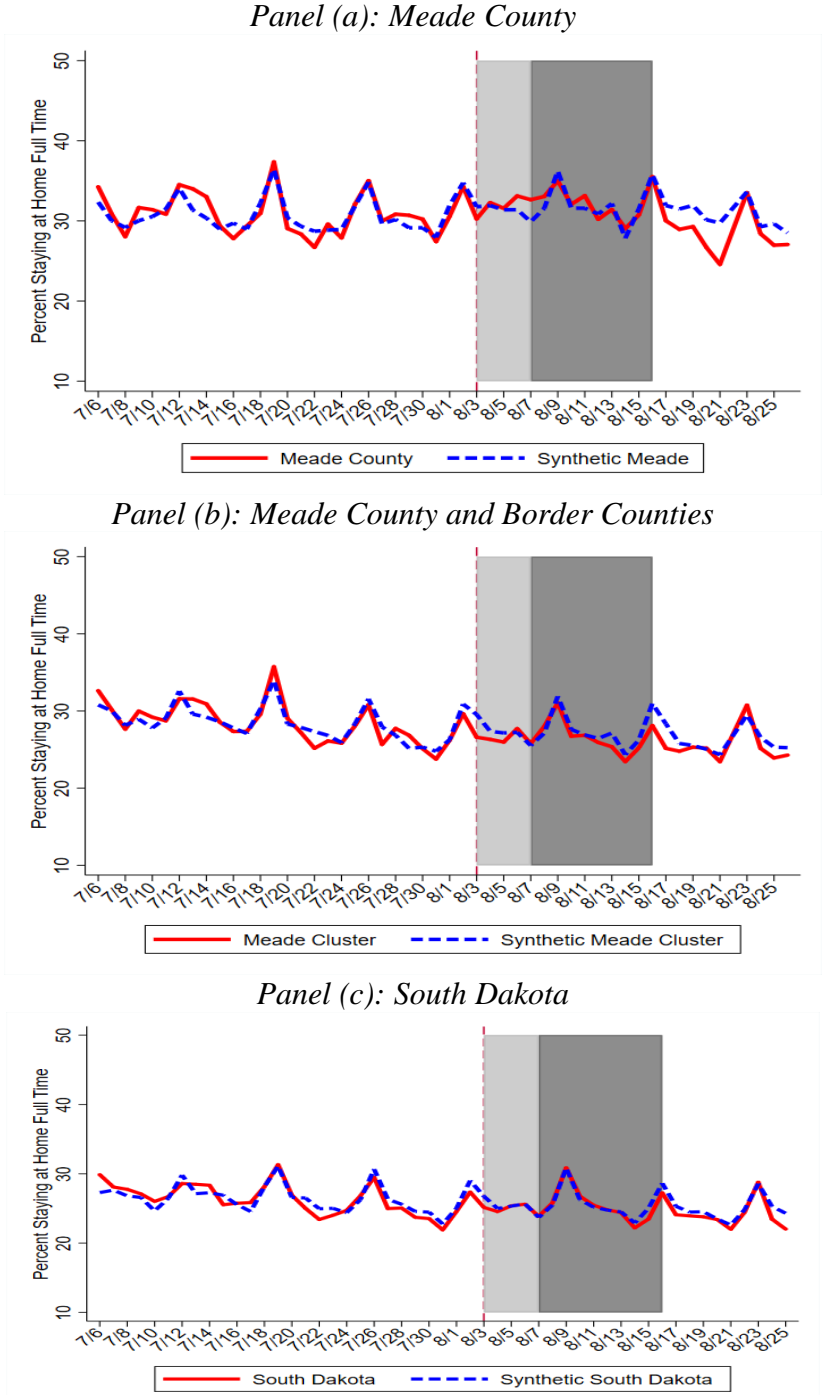 Panel (a): Meade County
Percent Staying at Home Full Time
50
40
30
20
10
7/6 7/8 7/10 7/12 7/14 7/16 7/18 7/20 7/22 7/24 7/26 7/28 7/30 8/1 8/3 8/5 8/7 8/9 8/11 8/13 8/15 8/17 8/19 8/21 8/23 8/25
Meade County Synthetic Meade
Panel (b): Meade County and Border Counties
Percent Staying at Home Full Time
50
40
30
20
10
7/6 7/8 7/10 7/12 7/14 7/16 7/18 7/20 7/22 7/24 7/26 7/28 7/30 8/1 8/3 8/5 8/7 8/9 8/11 8/13 8/15 8/17 8/19 8/21 8/23 8/25
Meade Cluster Synthetic Meade Cluster
Panel (c): South Dakota
Percent Staying at Home Full Time
50
40
30
20
10
7/6 7/8 7/10 7/12 7/14 7/16 7/18 7/20 7/22 7/24 7/26 7/28 7/30 8/1 8/3 8/5 8/7 8/9 8/11 8/13 8/15 8/17 8/19 8/21 8/23 8/25
South Dakota Synthetic South Dakota